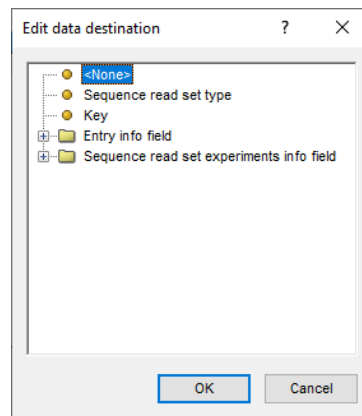 Edit data destination
?
<None>
Sequence read set type
Key
Entry info field
Sequence read set experiments info field
OK
Cancel